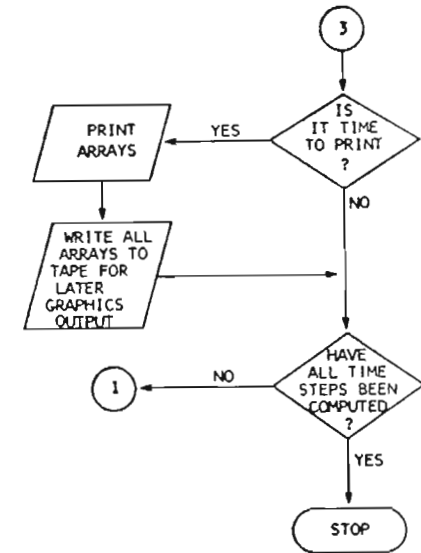 3
IS
IT TIME
TO PRINT
?
YES
PRINT
ARRAYS
NO
WRITE ALL
ARRAYS TO
TAPE FOR
LATER
GRAPHICS
OUTPUT
HAVE
ALL TIME
STEPS BEEN
COMPUTED
?
NO
1
YES
STOP